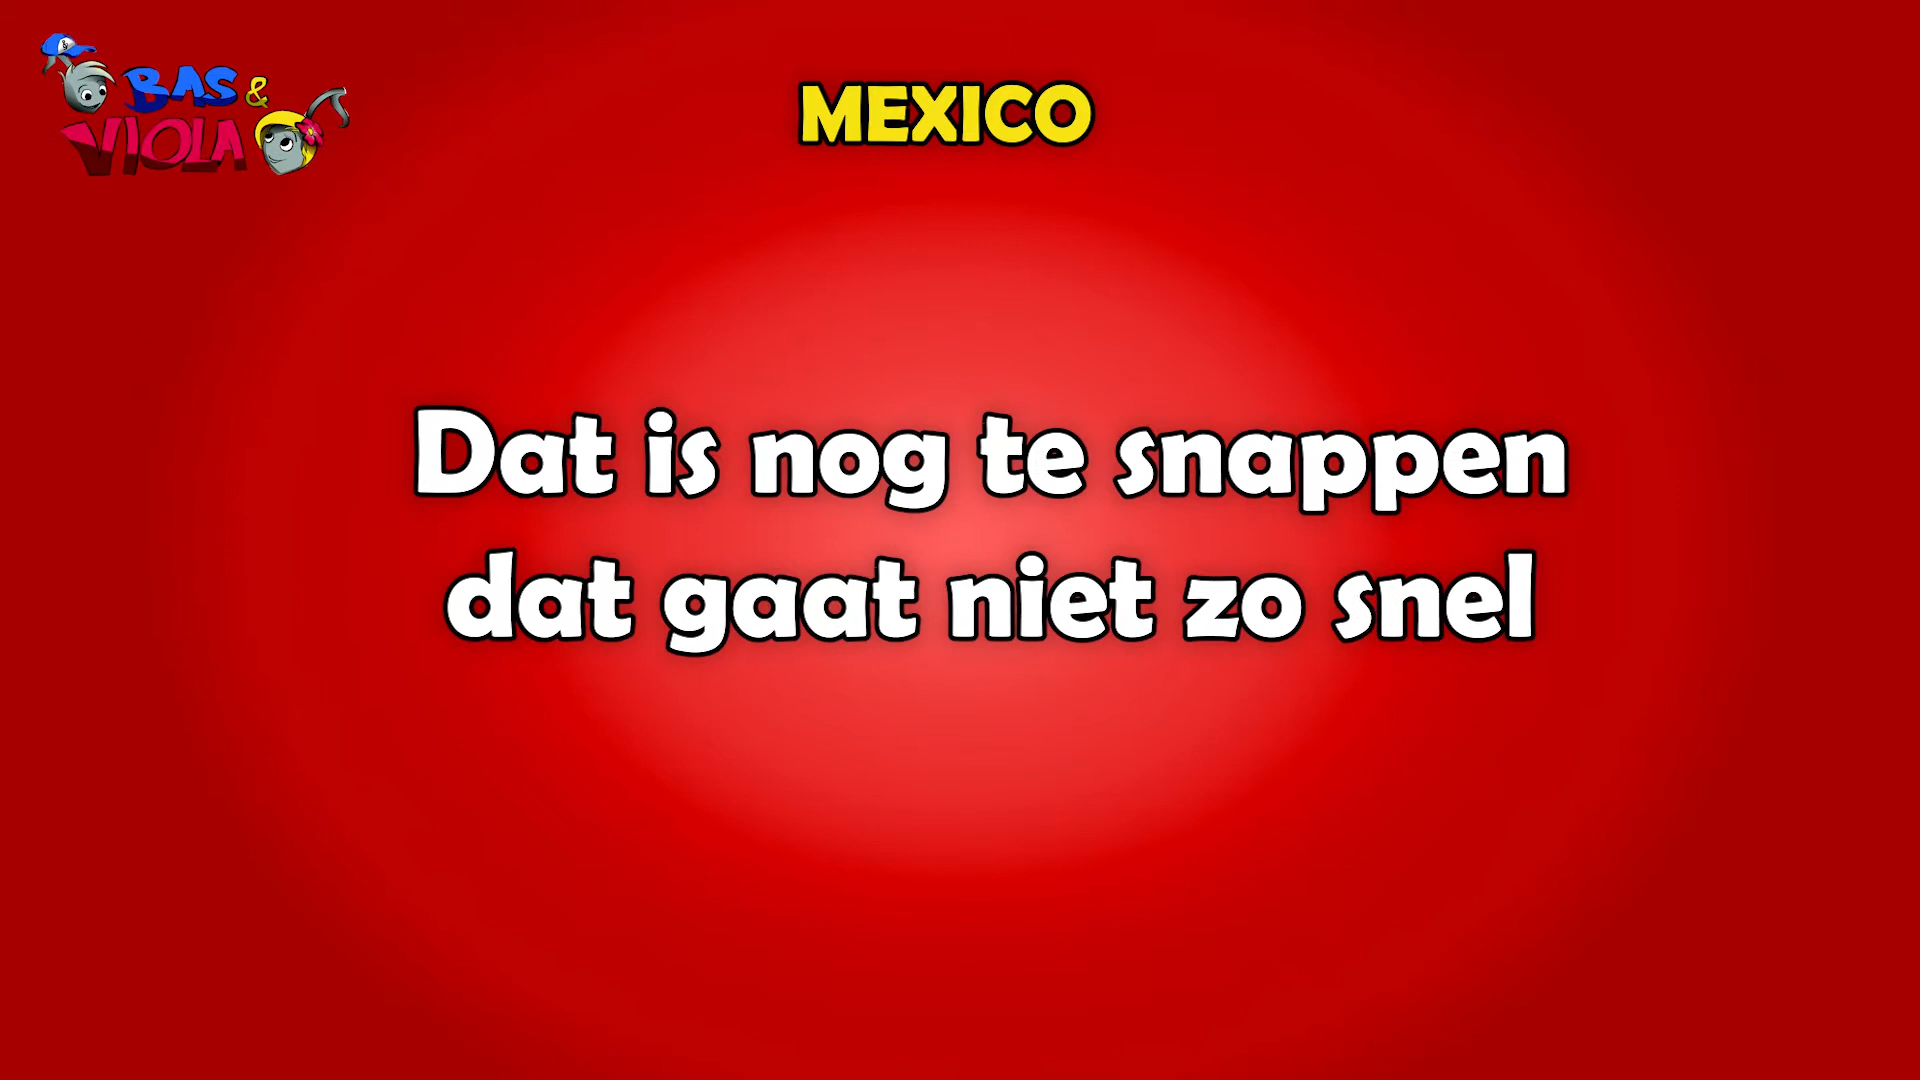 BAS &
VIOLA
MEXICO
Dat is nog te snappen
dat gaat niet zo snel